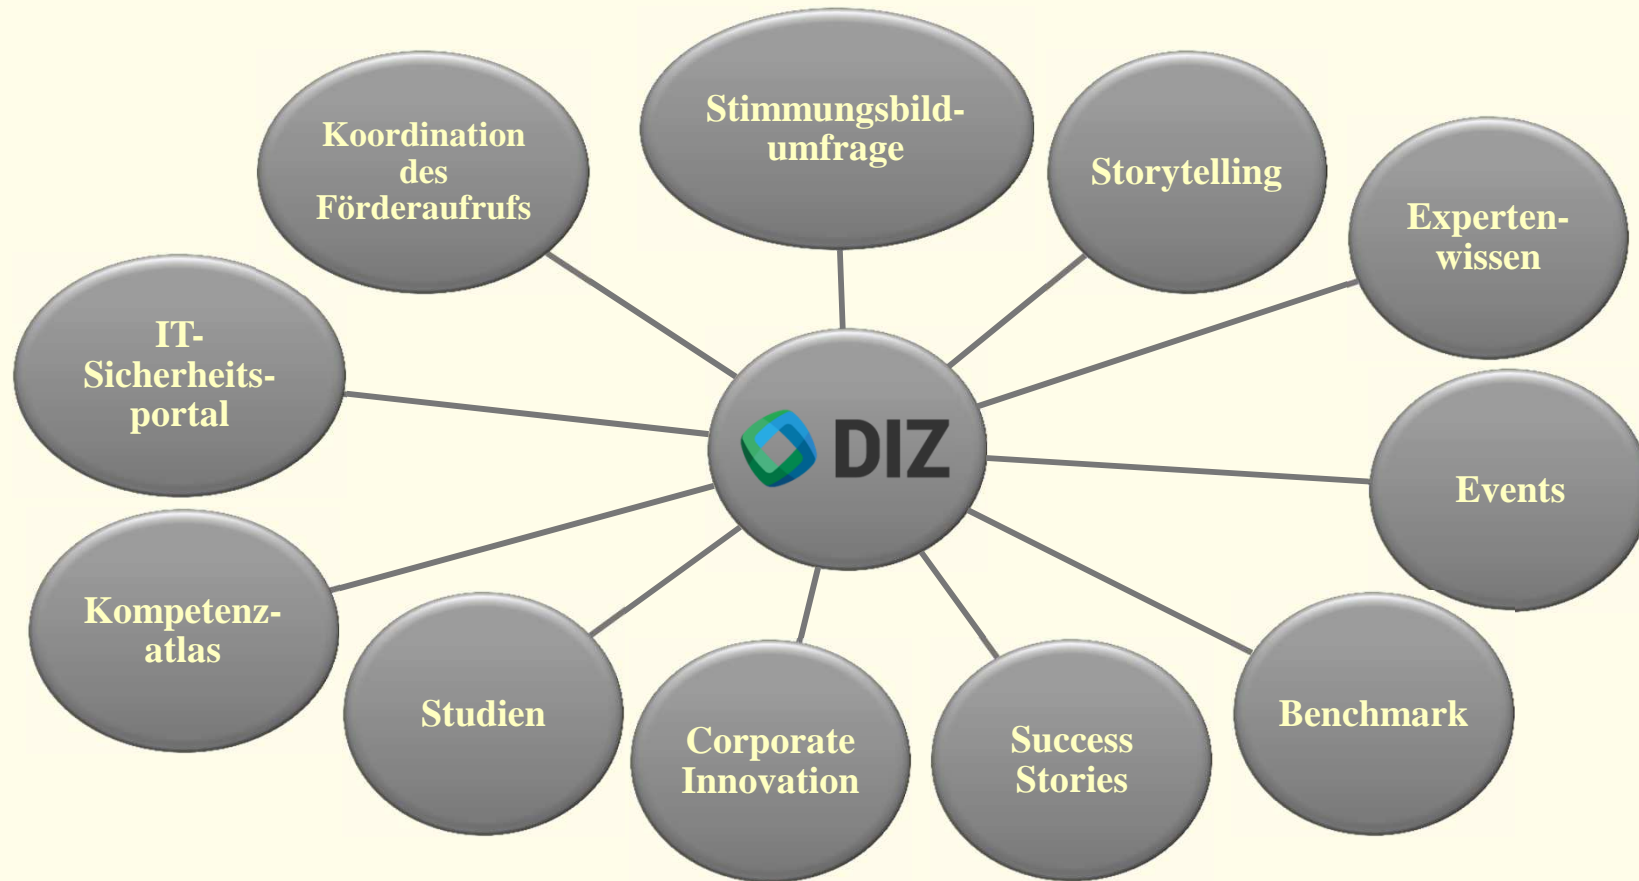 Stimmungsbild-
umfrage
Koordination
des
Förderaufrufs
Storytelling
Experten-
wissen
IT-
Sicherheits-
portal
DIZ
Events
Kompetenz-
atlas
Studien
Corporate
Innovation
Success
Stories
Benchmark